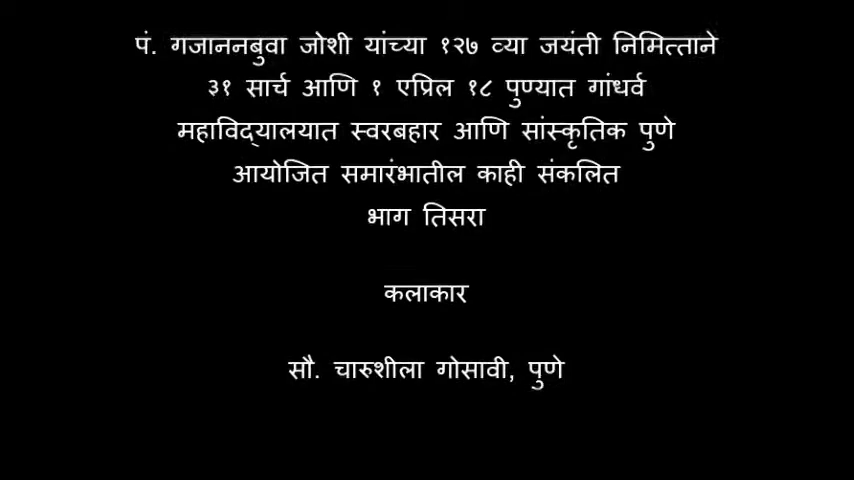 पं. गजाननबुवा जोशी यांच्या १२७ व्या जयंती निमित्ताने
३१ सार्च आणि १ एप्रिल १८ पुण्यात गांधर्व
महाविद्यालयात स्वरबहार आणि सांस्कृतिक पुणे
आयोजित समारंभातील काही संकलित
भाग तिसरा
कलाकार
सौ. चारुशीला गोसावी, पुणे